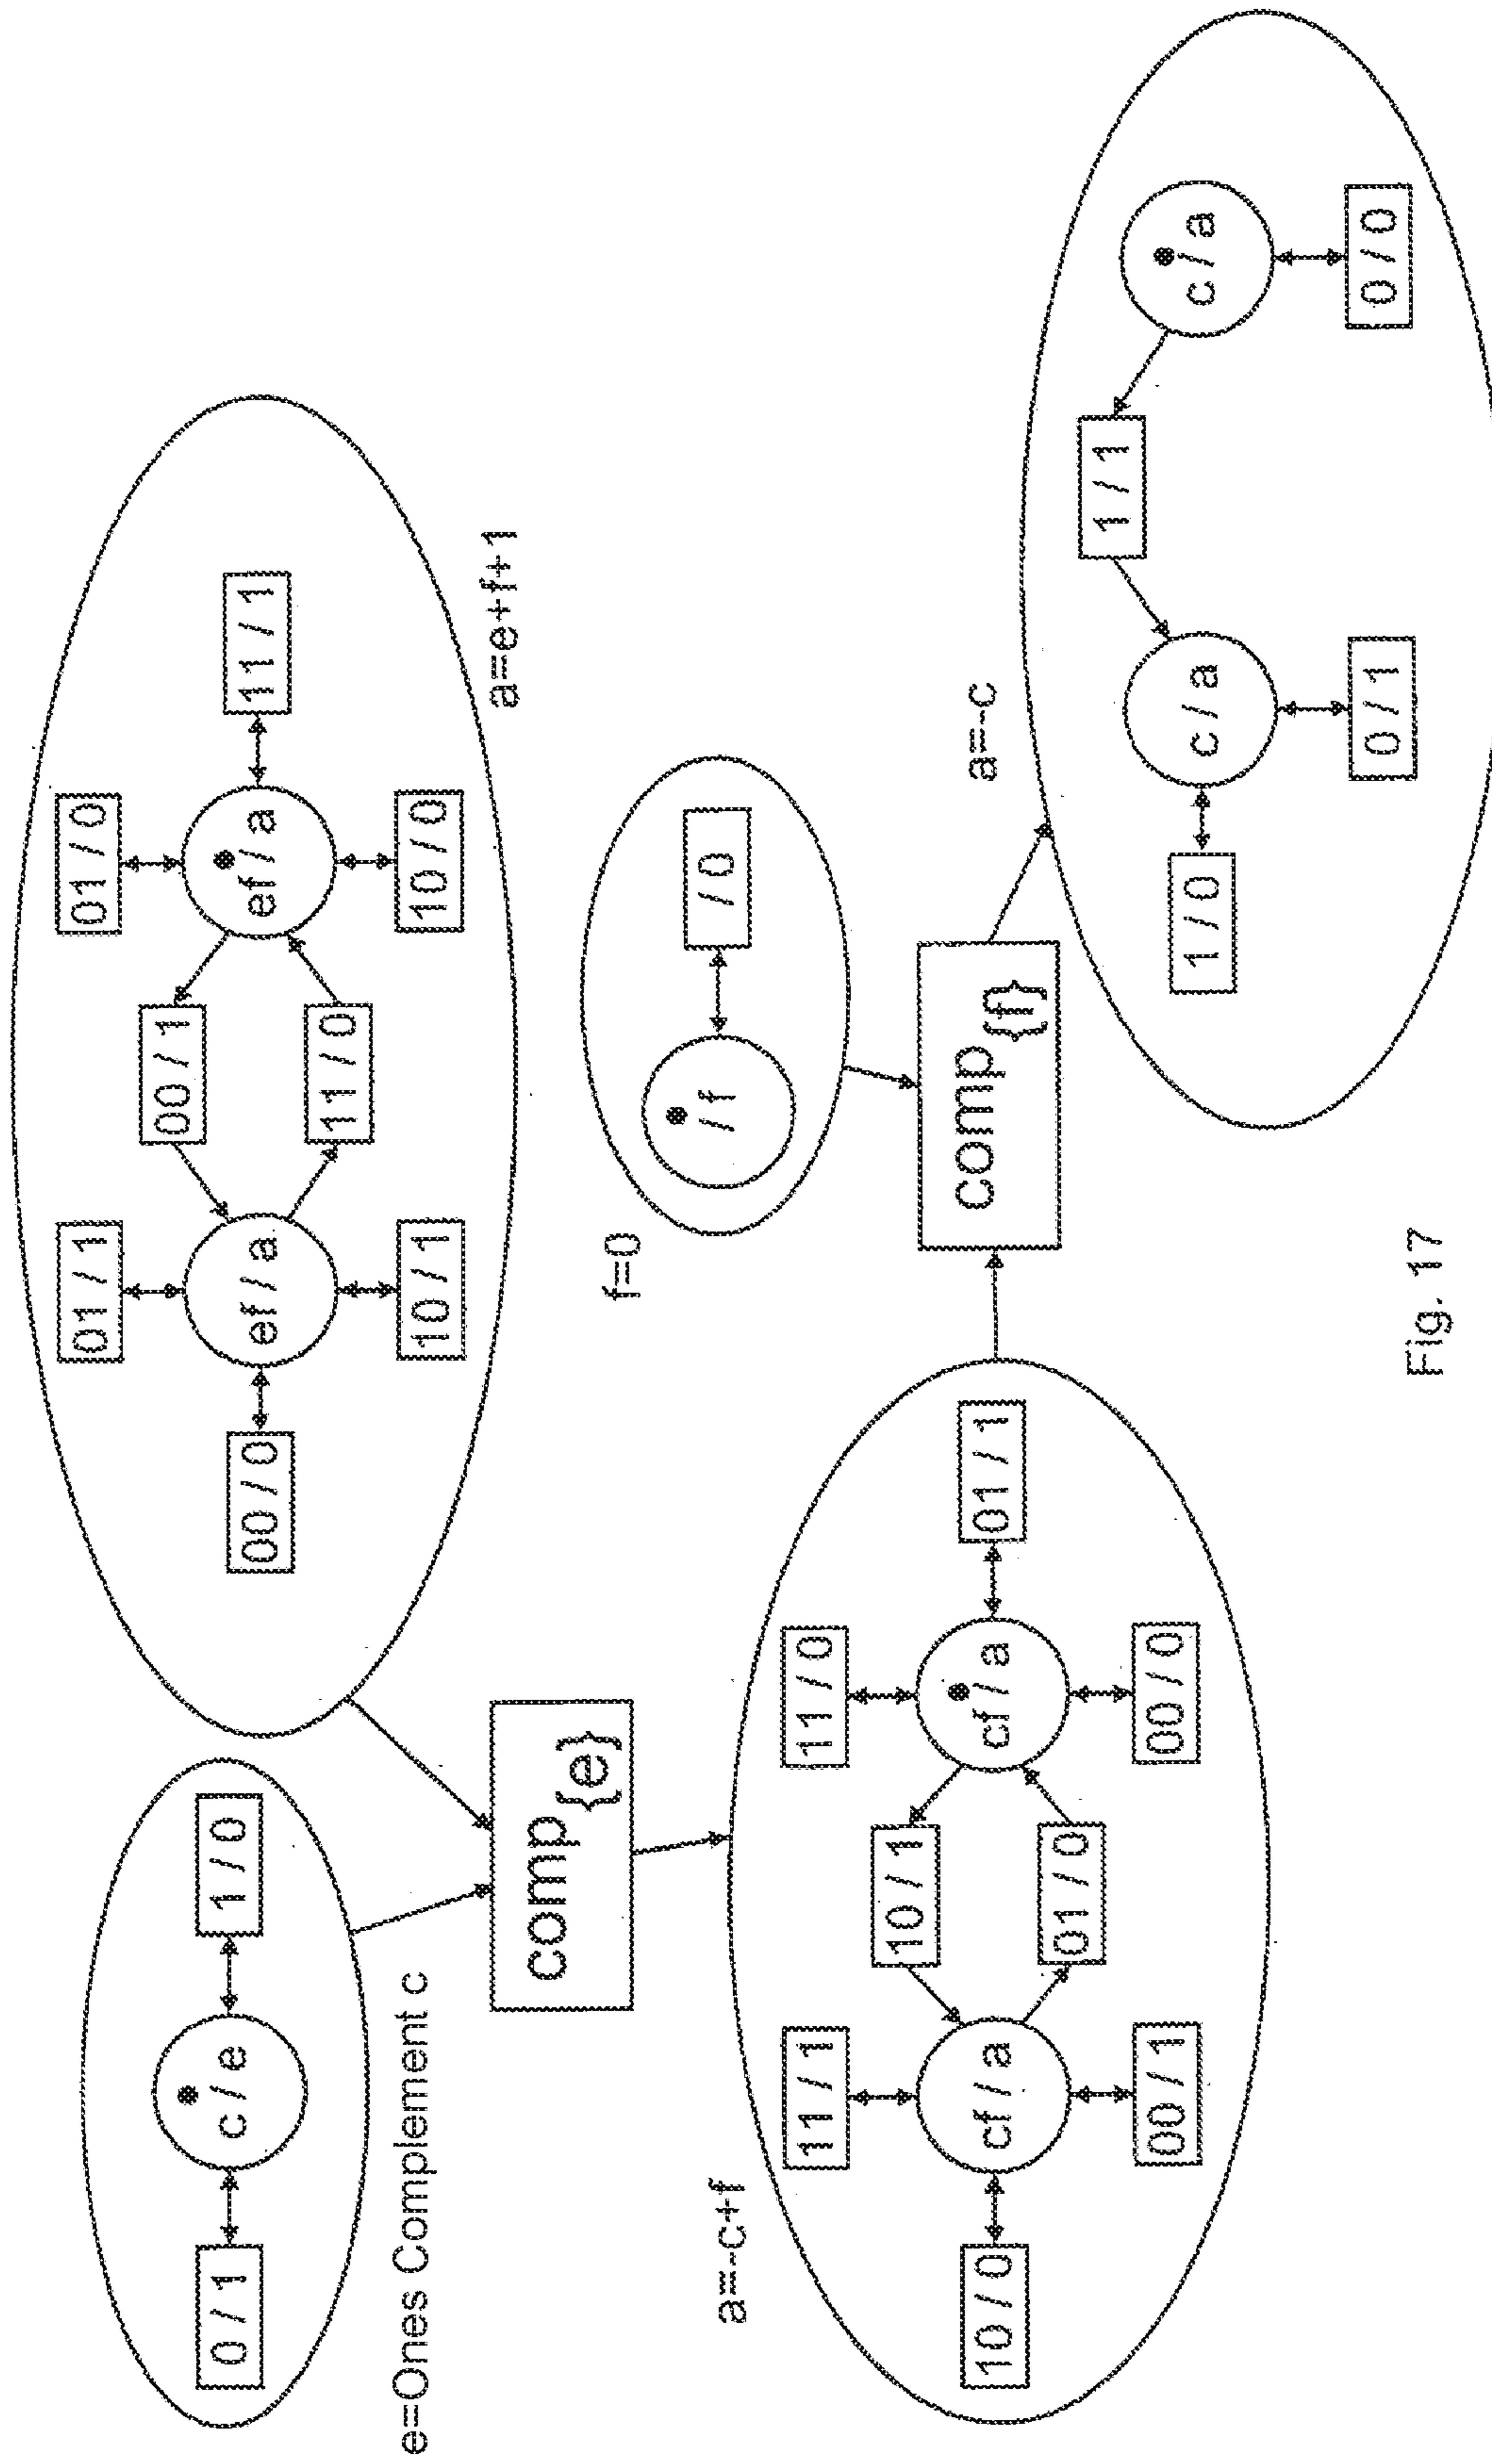 0 / 1
c / e
1 / 0
e=Ones Complement c
01 / 1
01 / 0
00 / 1
00 / 0
ef / a
ef / a
11 / 1
11 / 0
10 / 1
10 / 0
a=e+f+1
comp{e}
f=0
/ f
/ 0
a=-c+f
11 / 1
11 / 0
10 / 1
10 / 0
cf / a
cf / a
01 / 1
01 / 0
00 / 1
00 / 0
comp{f}
a=-c
1 / 1
1 / 0
c / a
c / a
0 / 1
0 / 0
Fig. 17